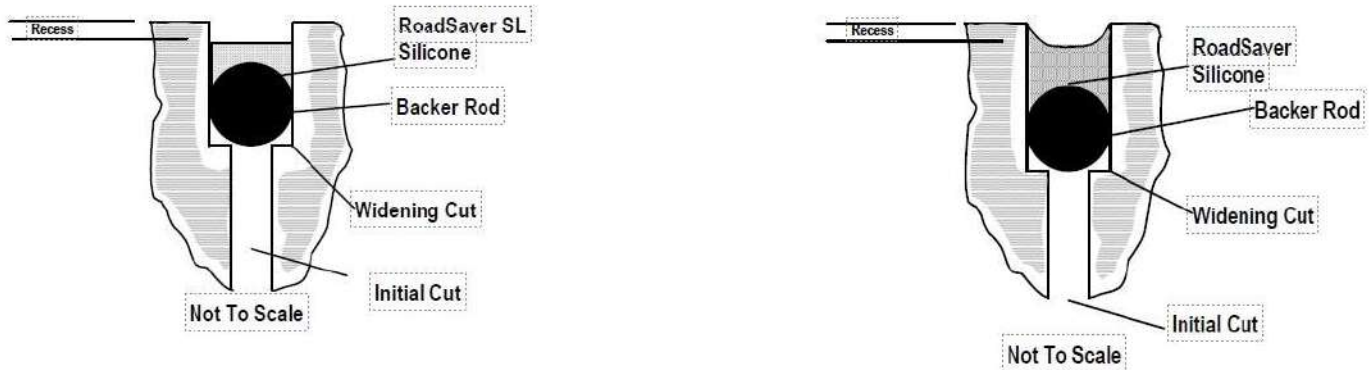 Recess
RoadSaver SL
Silicone
Backer Rod
Widening Cut
Initial Cut
Not To Scale
Recess
RoadSaver
Silicone
Backer Rod
Widening Cut
Initial Cut
Not To Scale